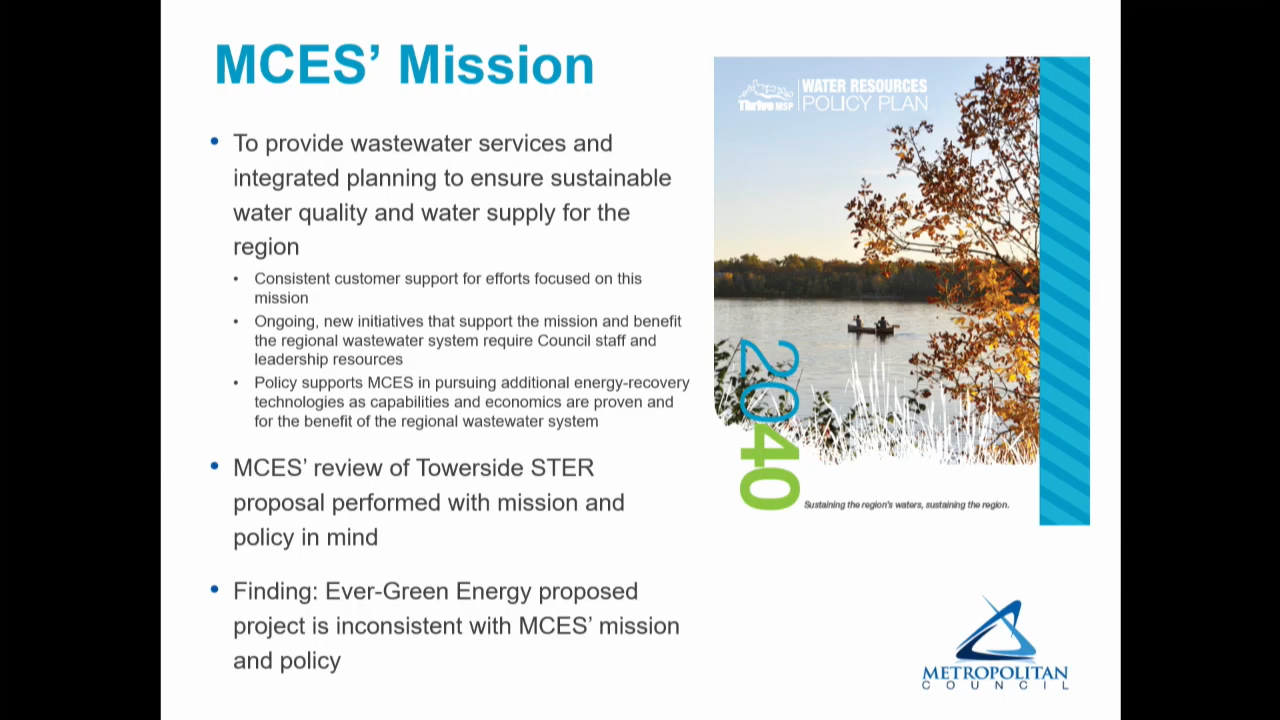 MCES’ Mission
• To provide wastewater services and
integrated planning to ensure sustainable
water quality and water supply for the
region
• Consistent customer support for efforts focused on this
mission
• Ongoing, new initiatives that support the mission and benefit
the regional wastewater system require Council staff and
leadership resources
• Policy supports MCES in pursuing additional energy-recovery
technologies as capabilities and economics are proven and
for the benefit of the regional wastewater system
• MCES’ review of Towerside STER
proposal performed with mission and
policy in mind
• Finding: Ever-Green Energy proposed
project is inconsistent with MCES’ mission
and policy
Thrive MSP
WATER RESOURCES
POLICY PLAN
2040
Sustaining the region's waters, sustaining the region.
METROPOLITAN
COUNCIL